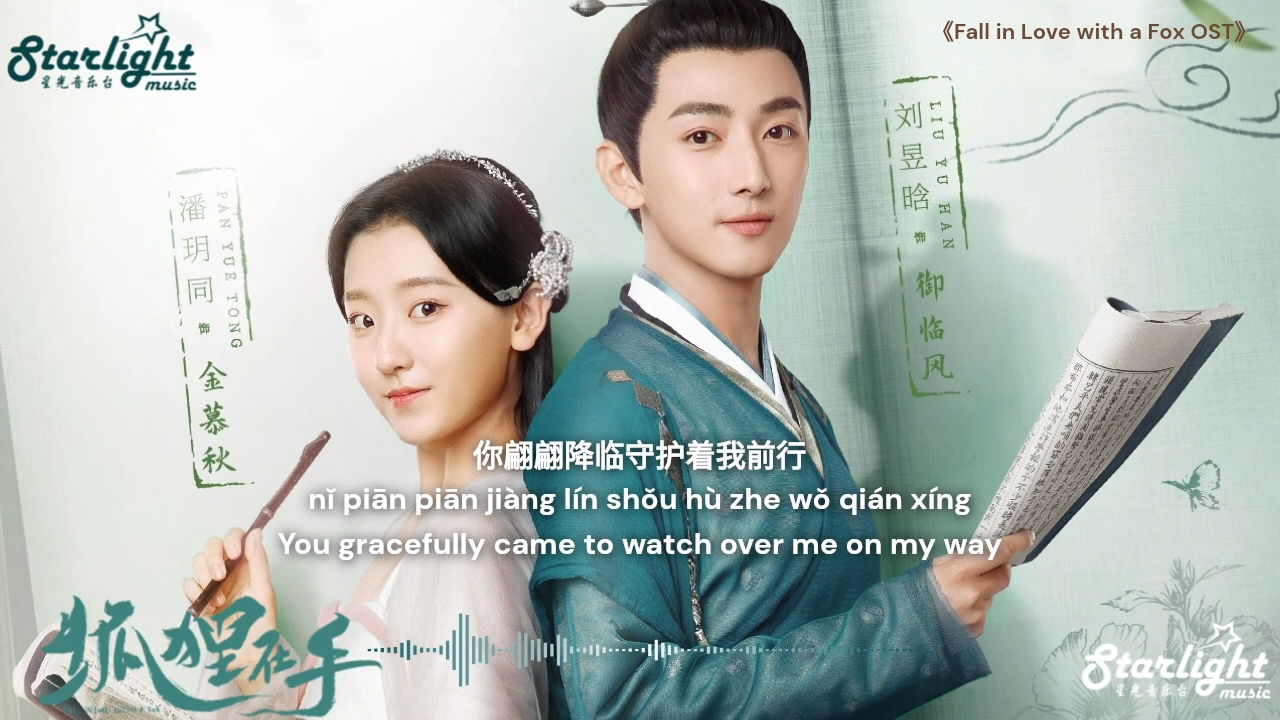 Starlight
星光音乐台
music
《Fall in Love with a Fox OST》
潘玥同
饰
金慕秋
PAN YUE TONG
刘昱晗
饰
御临风
LIU YU HAN
你翩翩降临守护着我前行
nǐ piān piān jiàng lín shǒu hù zhe wǒ qián xíng
You gracefully came to watch over me on my way
狐狸在手
Starlight
星光音乐台
music